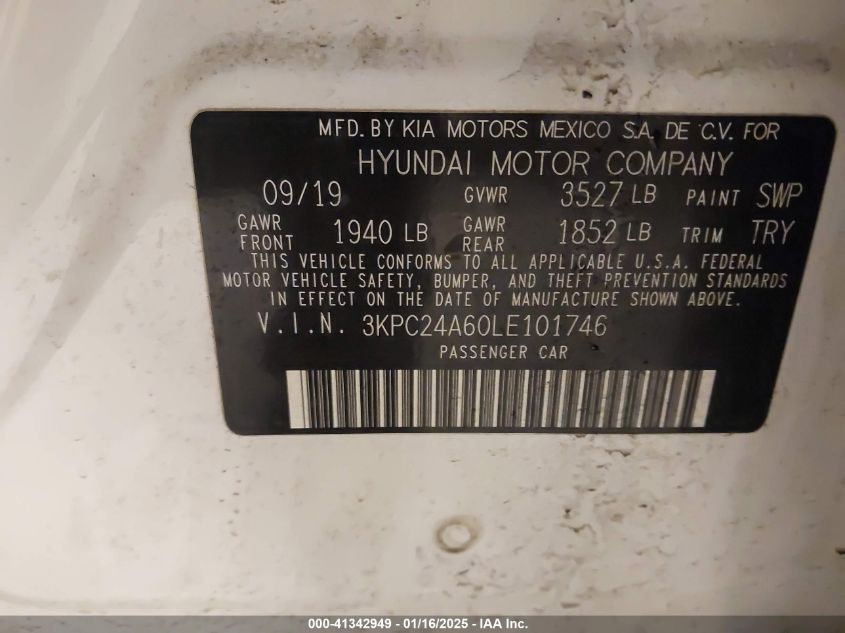 MFD. BY KIA MOTORS MEXICO S.A. DE C.V. FOR
HYUNDAI MOTOR COMPANY
09/19 GVWR 3527 LB PAINT SWP
GAWR FRONT 1940 LB GAWR REAR 1852 LB TRIM TRY
THIS VEHICLE CONFORMS TO ALL APPLICABLE U.S.A. FEDERAL
MOTOR VEHICLE SAFETY, BUMPER, AND THEFT PREVENTION STANDARDS
IN EFFECT ON THE DATE OF MANUFACTURE SHOWN ABOVE.
V.I.N. 3KPC24A60LE101746
PASSENGER CAR
000-41342949 - 01/16/2025 - IAA Inc.